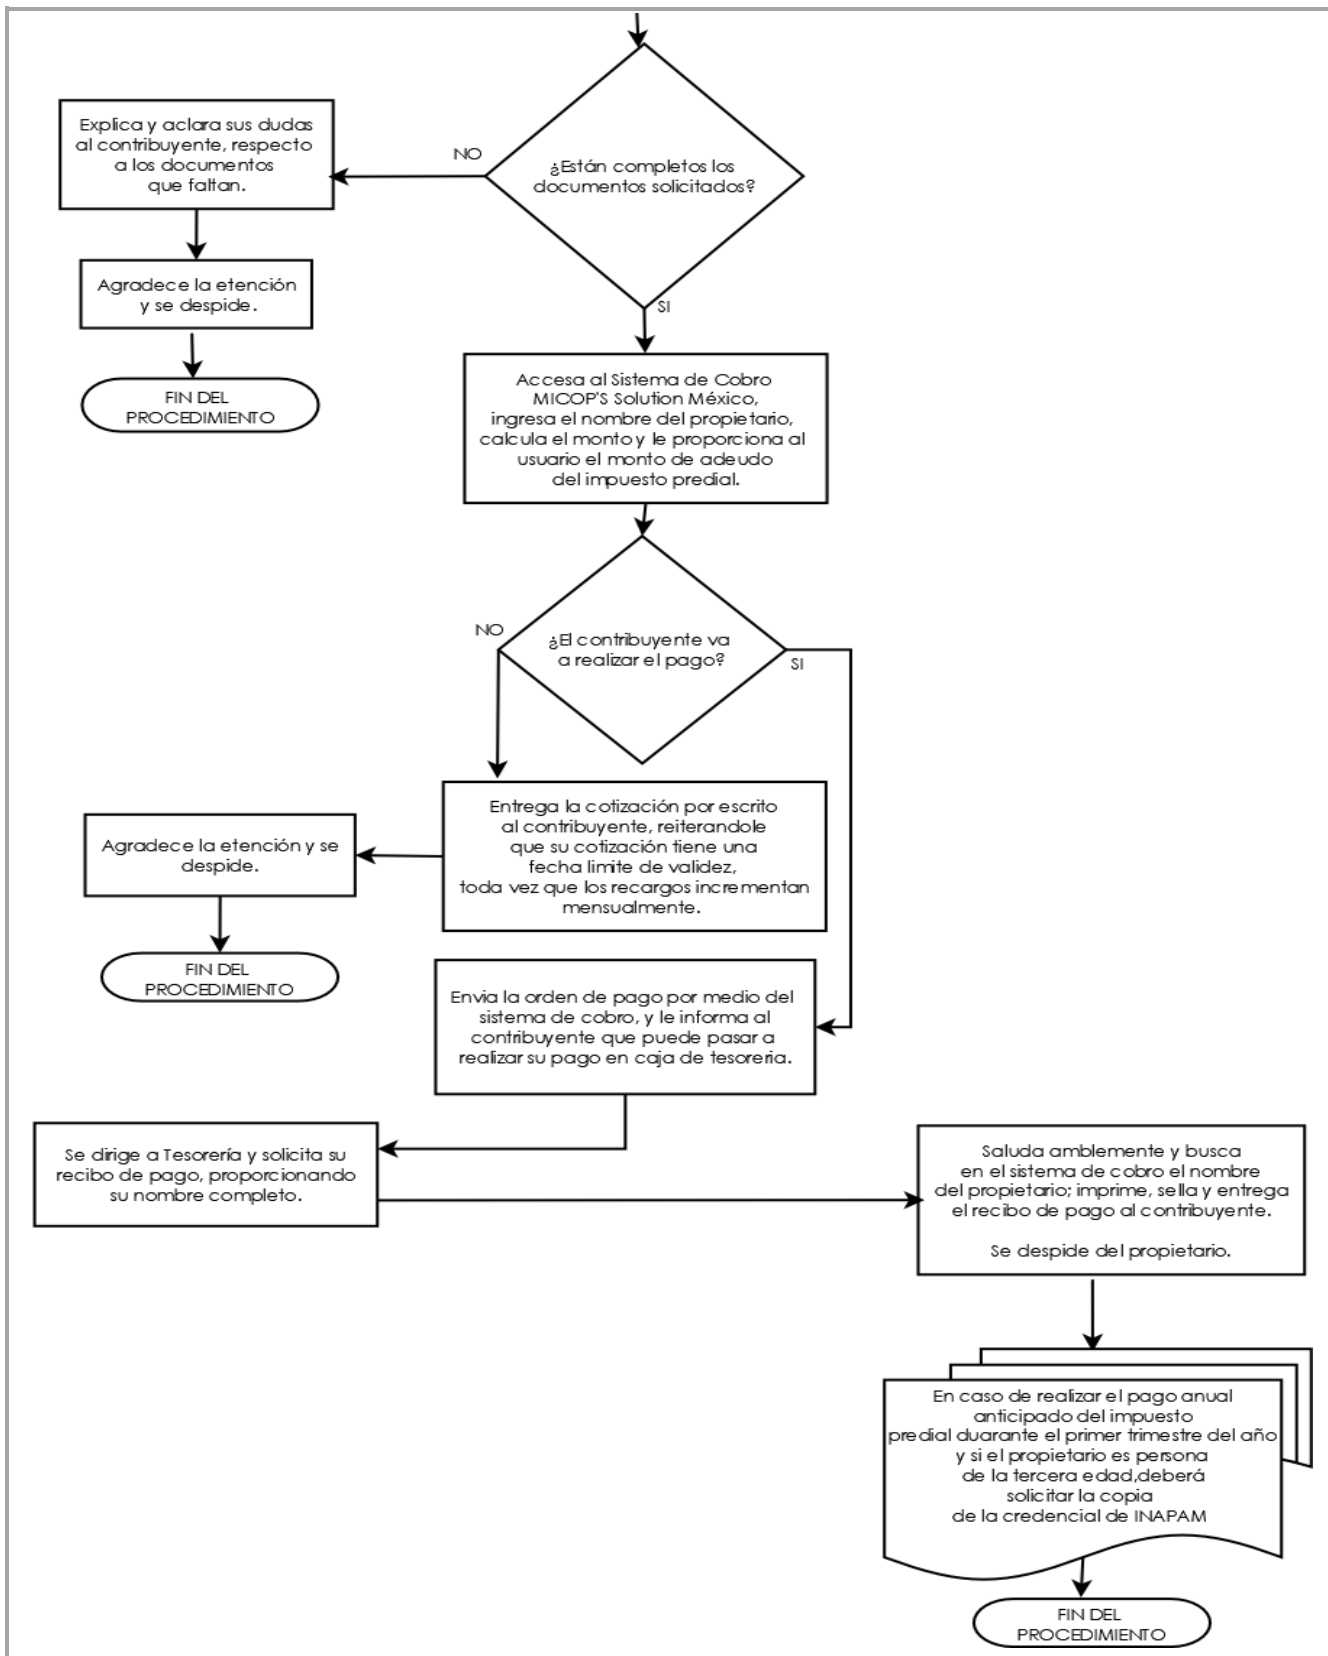 ¿Están completos los
documentos solicitados?
NO
SI
Explica y aclara sus dudas
al contribuyente, respecto
a los documentos
que faltan.
Agradece la etención
y se despide.
FIN DEL
PROCEDIMIENTO
Accesa al Sistema de Cobro
MICOP'S Solution México,
ingresa el nombre del propietario,
calcula el monto y le proporciona al
usuario el monto de adeudo
del impuesto predial.
¿El contribuyente va
a realizar el pago?
NO
SI
Entrega la cotización por escrito
al contribuyente, reiterandole
que su cotización tiene una
fecha limite de validez,
toda vez que los recargos incrementan
mensualmente.
Agradece la etención y se
despide.
FIN DEL
PROCEDIMIENTO
Envia la orden de pago por medio del
sistema de cobro, y le informa al
contribuyente que puede pasar a
realizar su pago en caja de tesoreria.
Se dirige a Tesorería y solicita su
recibo de pago, proporcionando
su nombre completo.
Saluda amblemente y busca
en el sistema de cobro el nombre
del propietario; imprime, sella y entrega
el recibo de pago al contribuyente.
Se despide del propietario.
En caso de realizar el pago anual
anticipado del impuesto
predial duarante el primer trimestre del año
y si el propietario es persona
de la tercera edad,deberá
solicitar la copia
de la credencial de INAPAM
FIN DEL
PROCEDIMIENTO